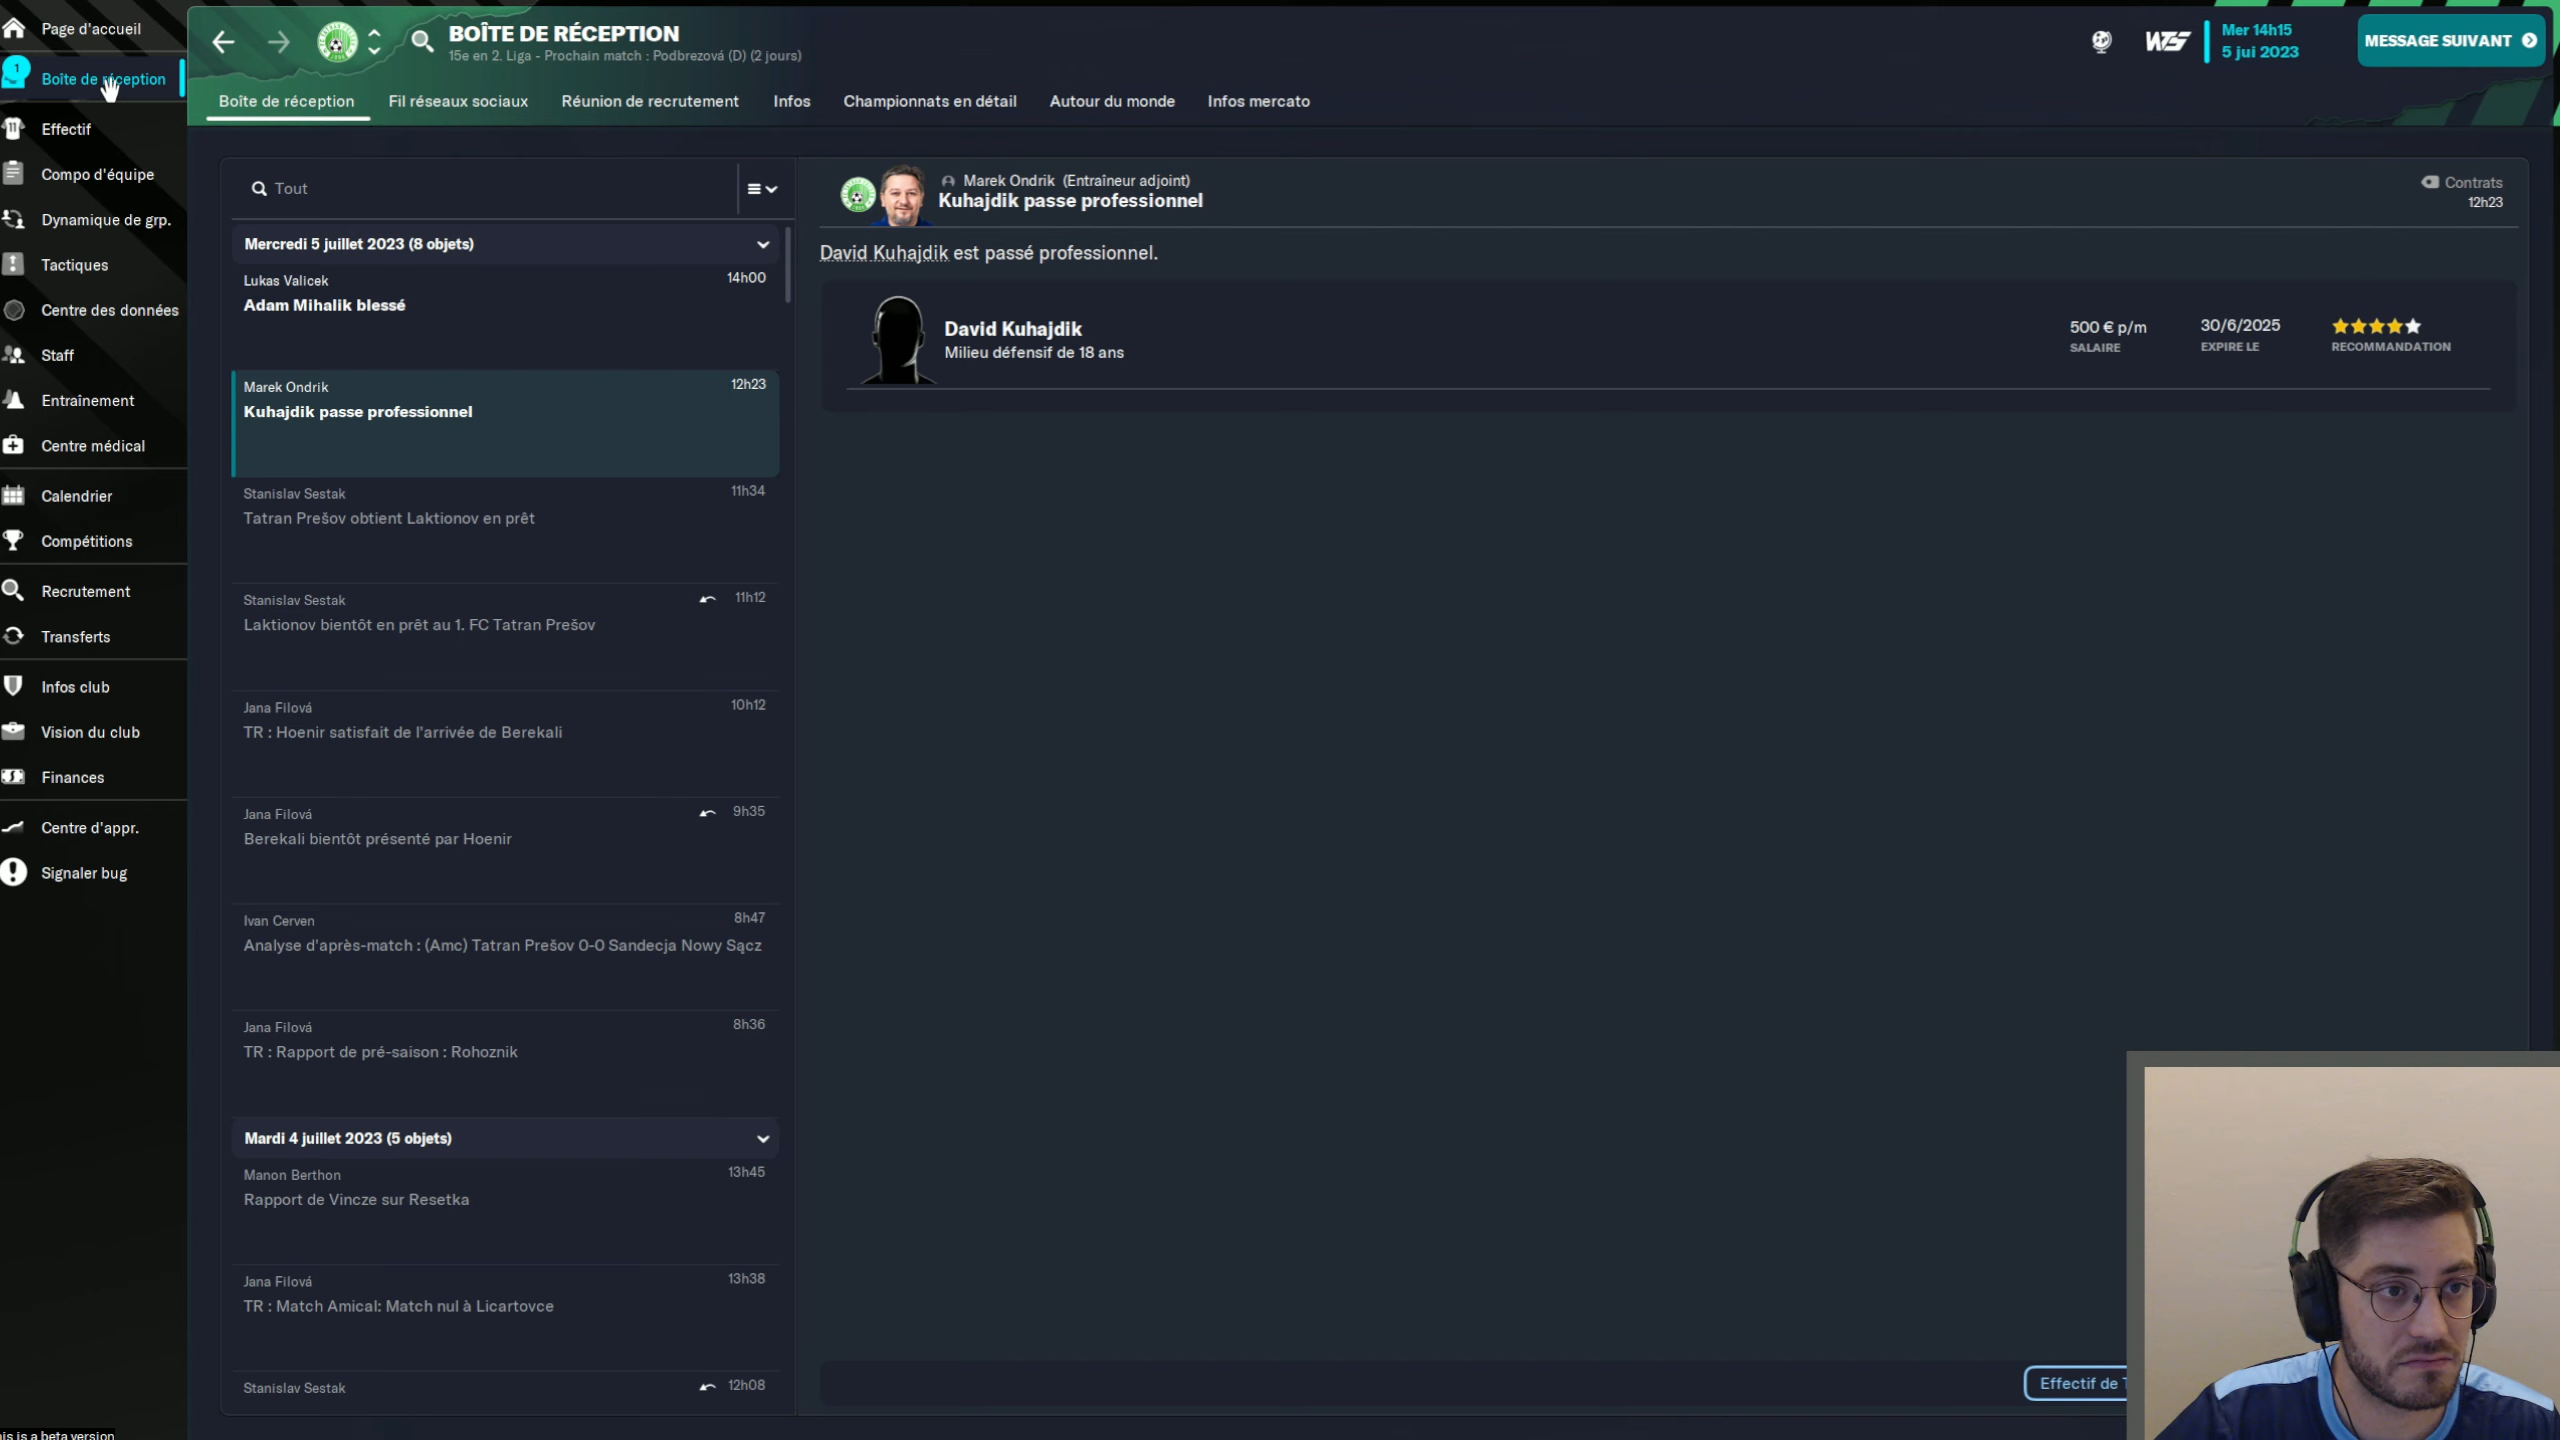 Page d'accueil
1
Boîte de réception
Effectif
Compo d'équipe
Dynamique de grp.
Tactiques
Centre des données
Staff
Entraînement
Centre médical
Calendrier
Compétitions
Recrutement
Transferts
Infos club
Vision du club
Finances
Centre d'appr.
Signaler bug
is is a beta version
BOÎTE DE RÉCEPTION
15e en 2. Liga - Prochain match : Podbrezová (D) (2 jours)
Mer 14h15
5 jui 2023
MESSAGE SUIVANT
Boîte de réception
Fil réseaux sociaux
Réunion de recrutement
Infos
Championnats en détail
Autour du monde
Infos mercato
Tout
Mercredi 5 juillet 2023 (8 objets)
Lukas Valicek
14h00
Adam Mihalik blessé
Marek Ondrik
12h23
Kuhajdik passe professionnel
Stanislav Sestak
11h34
Tatran Prešov obtient Laktionov en prêt
Stanislav Sestak
11h12
Laktionov bientôt en prêt au 1. FC Tatran Prešov
Jana Filová
10h12
TR : Hoenir satisfait de l'arrivée de Berekali
Jana Filová
9h35
Berekali bientôt présenté par Hoenir
Ivan Cerven
8h47
Analyse d'après-match : (Amc) Tatran Prešov 0-0 Sandecja Nowy Sącz
Jana Filová
8h36
TR : Rapport de pré-saison : Rohoznik
Mardi 4 juillet 2023 (5 objets)
Manon Berthon
13h45
Rapport de Vincze sur Resetka
Jana Filová
13h38
TR : Match Amical: Match nul à Licartovce
Stanislav Sestak
12h08
Marek Ondrik (Entraîneur adjoint)
Kuhajdik passe professionnel
Contrats
12h23
David Kuhajdik est passé professionnel.
David Kuhajdik
Milieu défensif de 18 ans
500 € p/m
SALAIRE
30/6/2025
EXPIRE LE
RECOMMANDATION
Effectif de